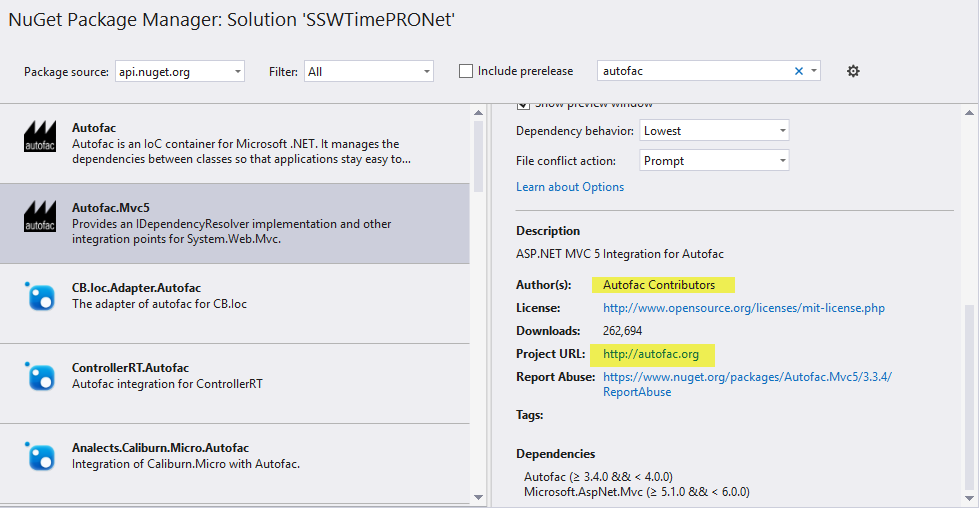 NuGet Package Manager: Solution 'SSWTimePRONet'
Package source: api.nuget.org Filter: All Include prerelease autofac
autofac
Autofac
Autofac is an IoC container for Microsoft .NET. It manages the
dependencies between classes so that applications stay easy to...
autofac
Autofac.Mvc5
Provides an IDependencyResolver implementation and other
integration points for System.Web.Mvc.
CB.Ioc.Adapter.Autofac
The adapter of autofac for CB.Ioc
ControllerRT.Autofac
Autofac integration for ControllerRT
Analects.Caliburn.Micro.Autofac
Integration of Caliburn.Micro with Autofac.
Show preview window
Dependency behavior: Lowest
File conflict action: Prompt
Learn about Options
Description
ASP.NET MVC 5 Integration for Autofac
Author(s): Autofac Contributors
License: http://www.opensource.org/licenses/mit-license.php
Downloads: 262,694
Project URL: http://autofac.org
Report Abuse: https://www.nuget.org/packages/Autofac.Mvc5/3.3.4/
ReportAbuse
Tags:
Dependencies
Autofac (≥ 3.4.0 && < 4.0.0)
Microsoft.AspNet.Mvc (≥ 5.1.0 && < 6.0.0)